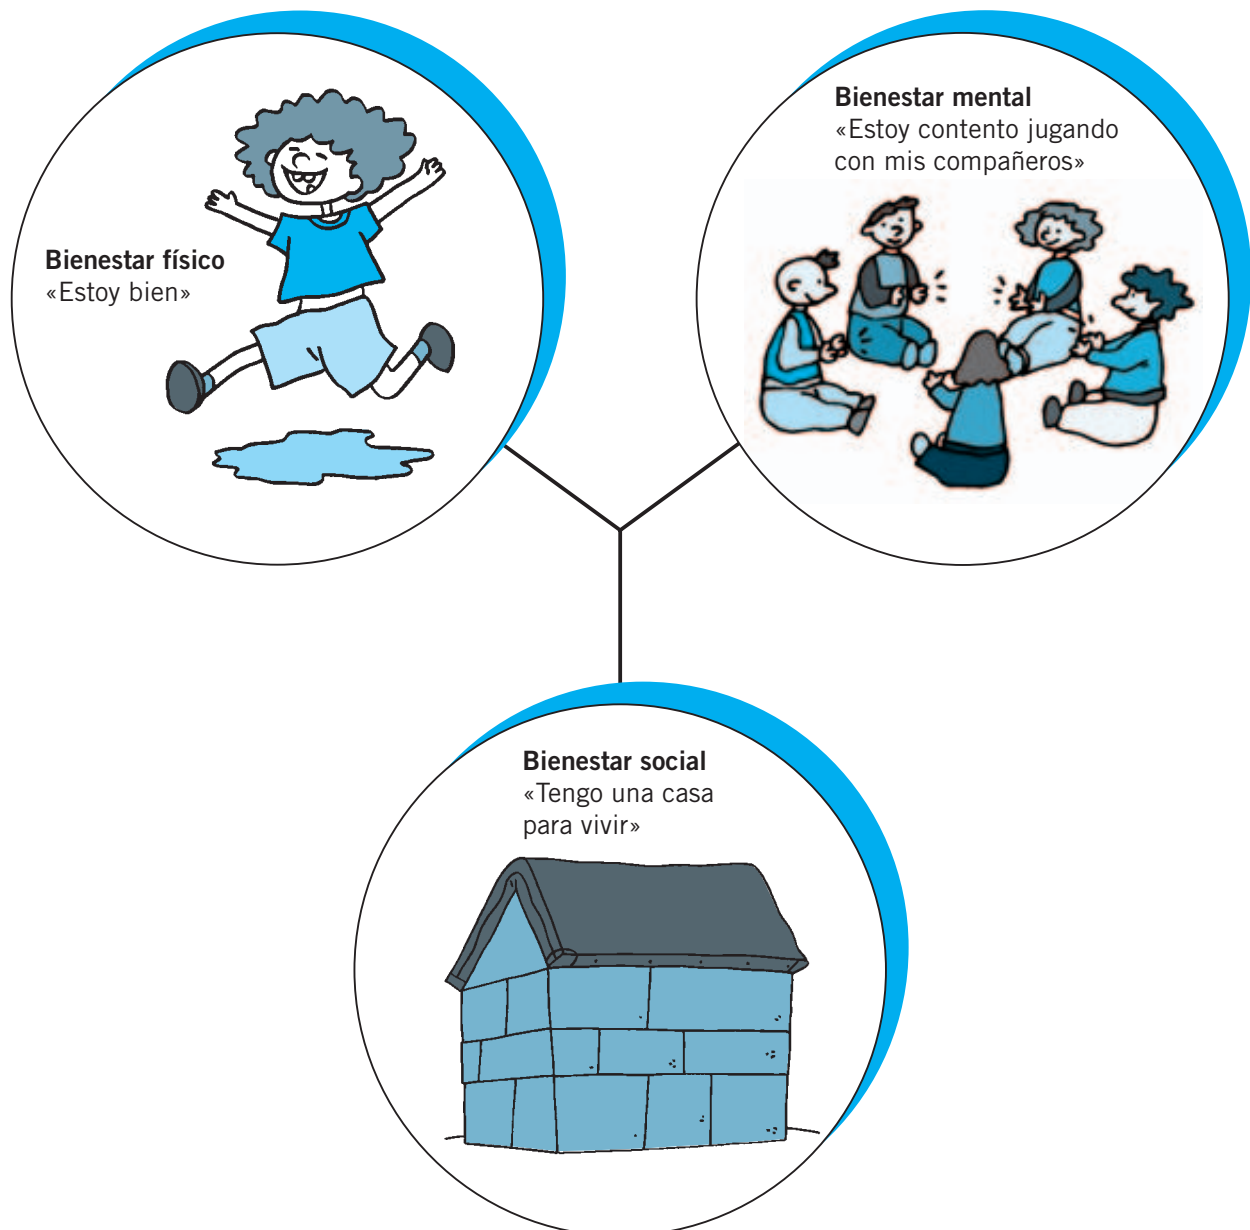 Bienestar físico
«Estoy bien»
Bienestar mental
«Estoy contento jugando
con mis compañeros»
Bienestar social
«Tengo una casa
para vivir»